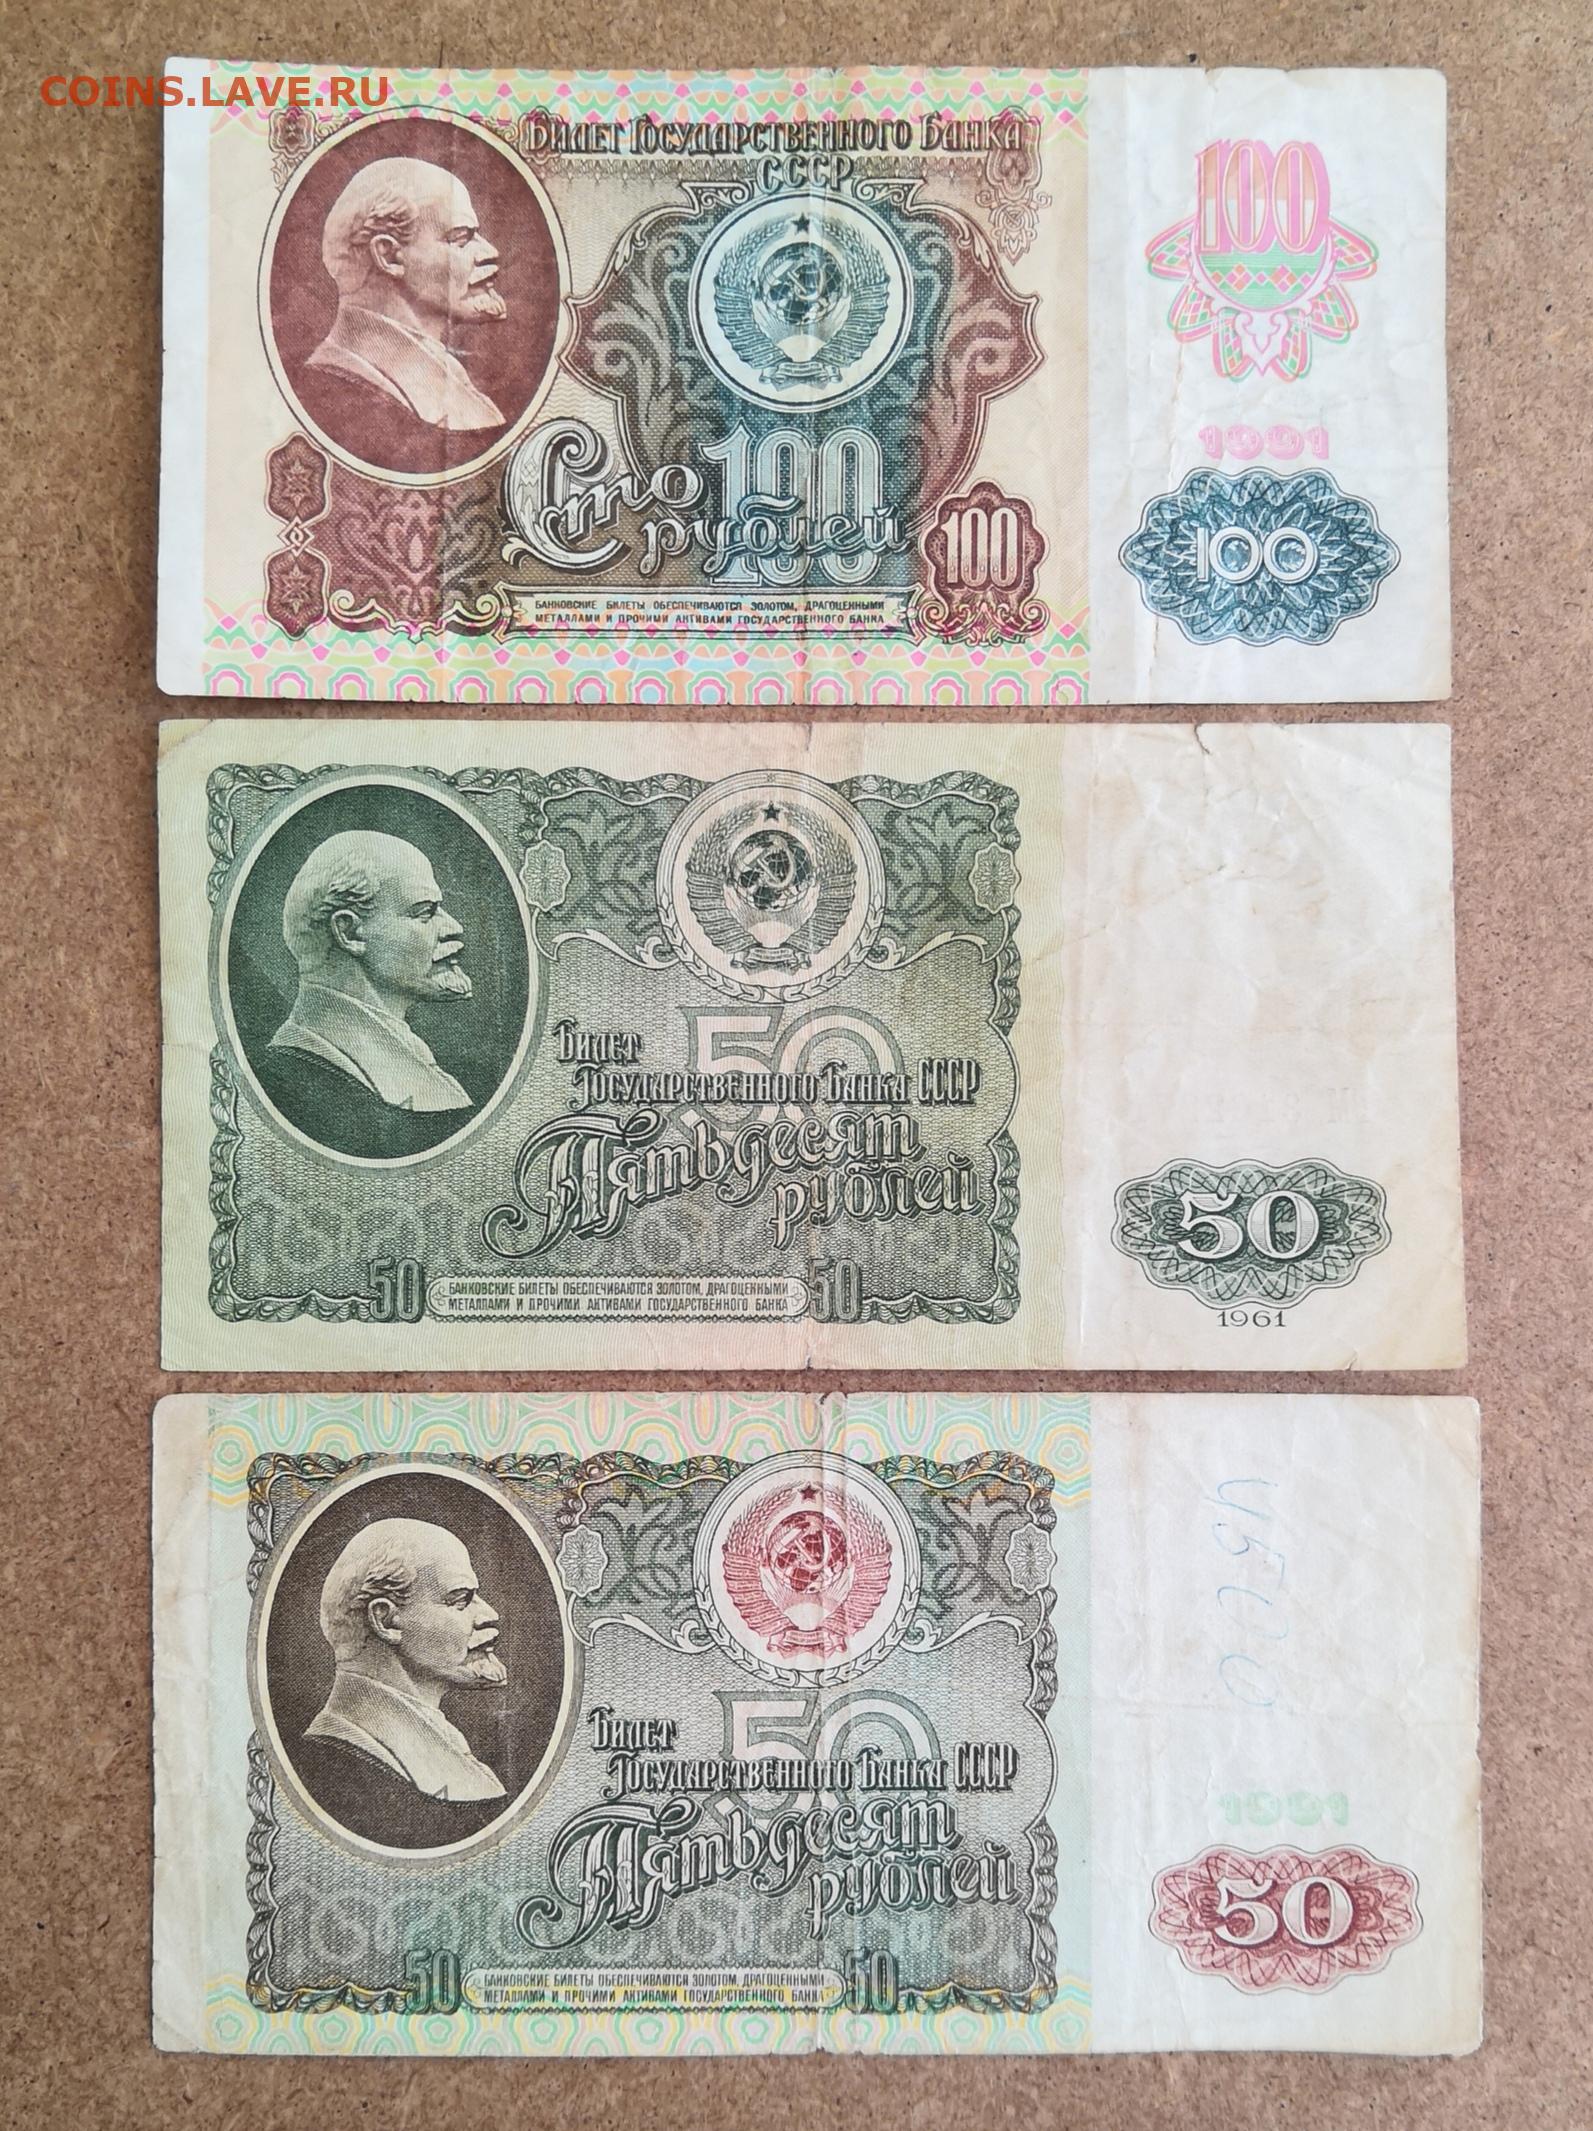 COINS.LAVE.RU
Билет Государственного Банка
СССР
100
1991
Сто
100
рублей
100
100
100
БАНКОВСКИЕ БИЛЕТЫ ОБЕСПЕЧИВАЮТСЯ ЗОЛОТОМ, ДРАГОЦЕННЫМИ
МЕТАЛЛАМИ И ПРОЧИМИ АКТИВАМИ ГОСУДАРСТВЕННОГО БАНКА
50
Билет
Государственного Банка СССР
Пятьдесят
рублей
50
50
БАНКОВСКИЕ БИЛЕТЫ ОБЕСПЕЧИВАЮТСЯ ЗОЛОТОМ, ДРАГОЦЕННЫМИ
МЕТАЛЛАМИ И ПРОЧИМИ АКТИВАМИ ГОСУДАРСТВЕННОГО БАНКА
50
1961
50
Билет
Государственного Банка СССР
Пятьдесят
рублей
50
50
БАНКОВСКИЕ БИЛЕТЫ ОБЕСПЕЧИВАЮТСЯ ЗОЛОТОМ, ДРАГОЦЕННЫМИ
МЕТАЛЛАМИ И ПРОЧИМИ АКТИВАМИ ГОСУДАРСТВЕННОГО БАНКА
1991
50